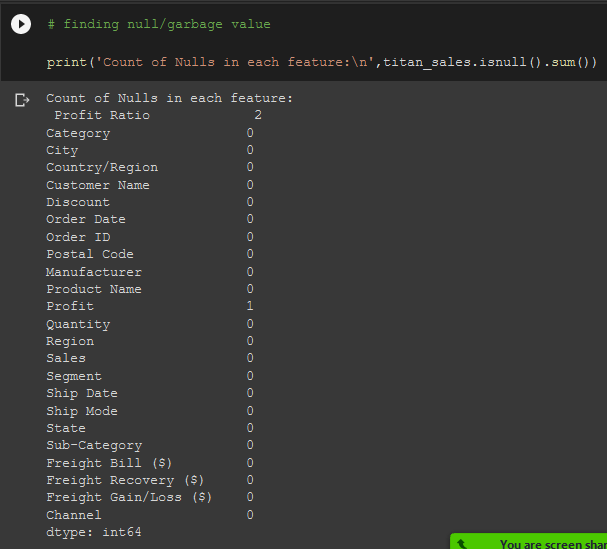 # finding null/garbage value
print('Count of Nulls in each feature:\n',titan_sales.isnull().sum())
Count of Nulls in each feature:
Profit Ratio 2
Category 0
City 0
Country/Region 0
Customer Name 0
Discount 0
Order Date 0
Order ID 0
Postal Code 0
Manufacturer 0
Product Name 0
Profit 1
Quantity 0
Region 0
Sales 0
Segment 0
Ship Date 0
Ship Mode 0
State 0
Sub-Category 0
Freight Bill ($) 0
Freight Recovery ($) 0
Freight Gain/Loss ($) 0
Channel 0
dtype: int64
You are screen shar